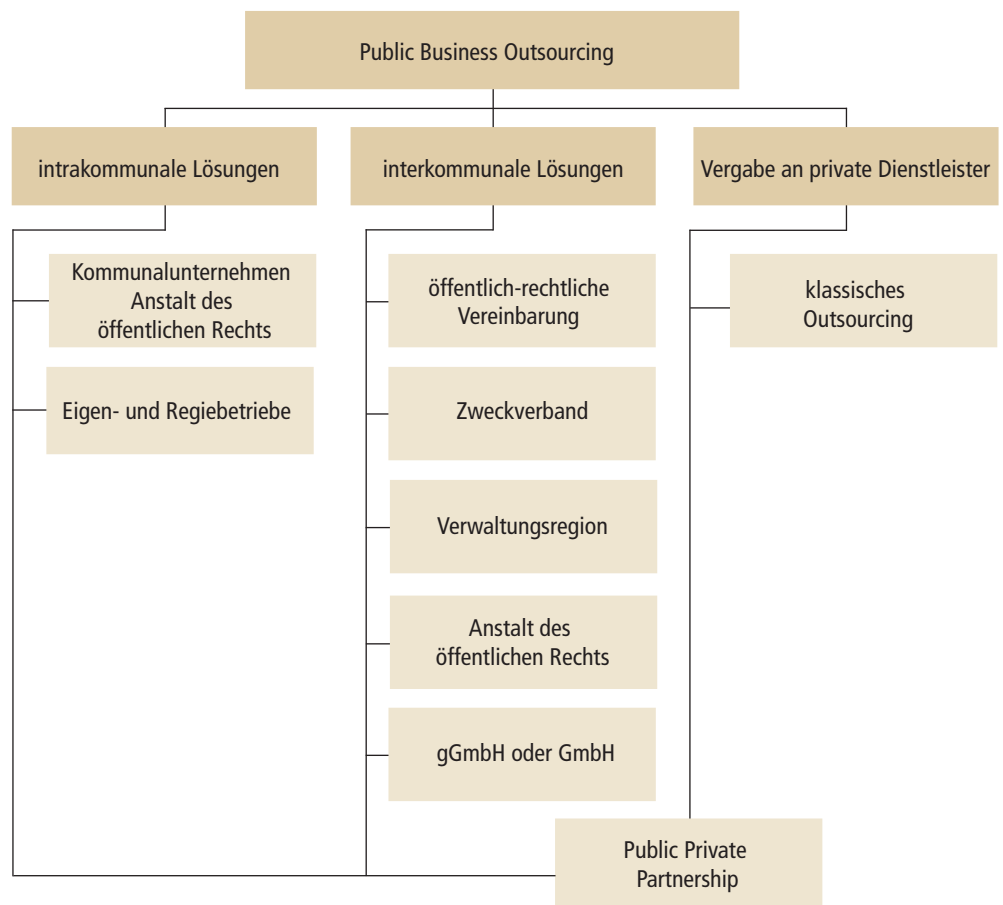 Public Business Outsourcing
intrakommunale Lösungen
interkommunale Lösungen
Vergabe an private Dienstleister
Kommunalunternehmen
Anstalt des
öffentlichen Rechts
Eigen- und Regiebetriebe
öffentlich-rechtliche
Vereinbarung
Zweckverband
Verwaltungsregion
Anstalt des
öffentlichen Rechts
gGmbH oder GmbH
klassisches
Outsourcing
Public Private
Partnership